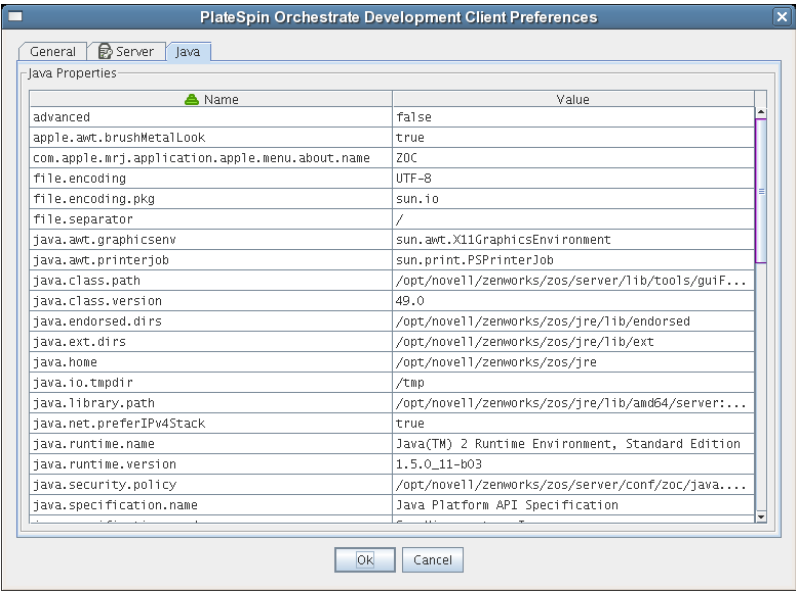 PlateSpin Orchestrate Development Client Preferences
General Server Java
Java Properties
Name Value
advanced false
apple.awt.brushMetalLook true
com.apple.mrj.application.apple.menu.about.name ZOC
file.encoding UTF-8
file.encoding.pkg sun.io
file.separator /
java.awt.graphicsenv sun.awt.X11GraphicsEnvironment
java.awt.printerjob sun.print.PSPrinterJob
java.class.path /opt/novell/zenworks/zos/server/lib/tools/guiF...
java.class.version 49.0
java.endorsed.dirs /opt/novell/zenworks/zos/jre/lib/endorsed
java.ext.dirs /opt/novell/zenworks/zos/jre/lib/ext
java.home /opt/novell/zenworks/zos/jre
java.io.tmpdir /tmp
java.library.path /opt/novell/zenworks/zos/jre/lib/amd64/server:...
java.net.preferIPv4Stack true
java.runtime.name Java(TM) 2 Runtime Environment, Standard Edition
java.runtime.version 1.5.0_11-b03
java.security.policy /opt/novell/zenworks/zos/server/conf/zoc/java....
java.specification.name Java Platform API Specification
Ok Cancel